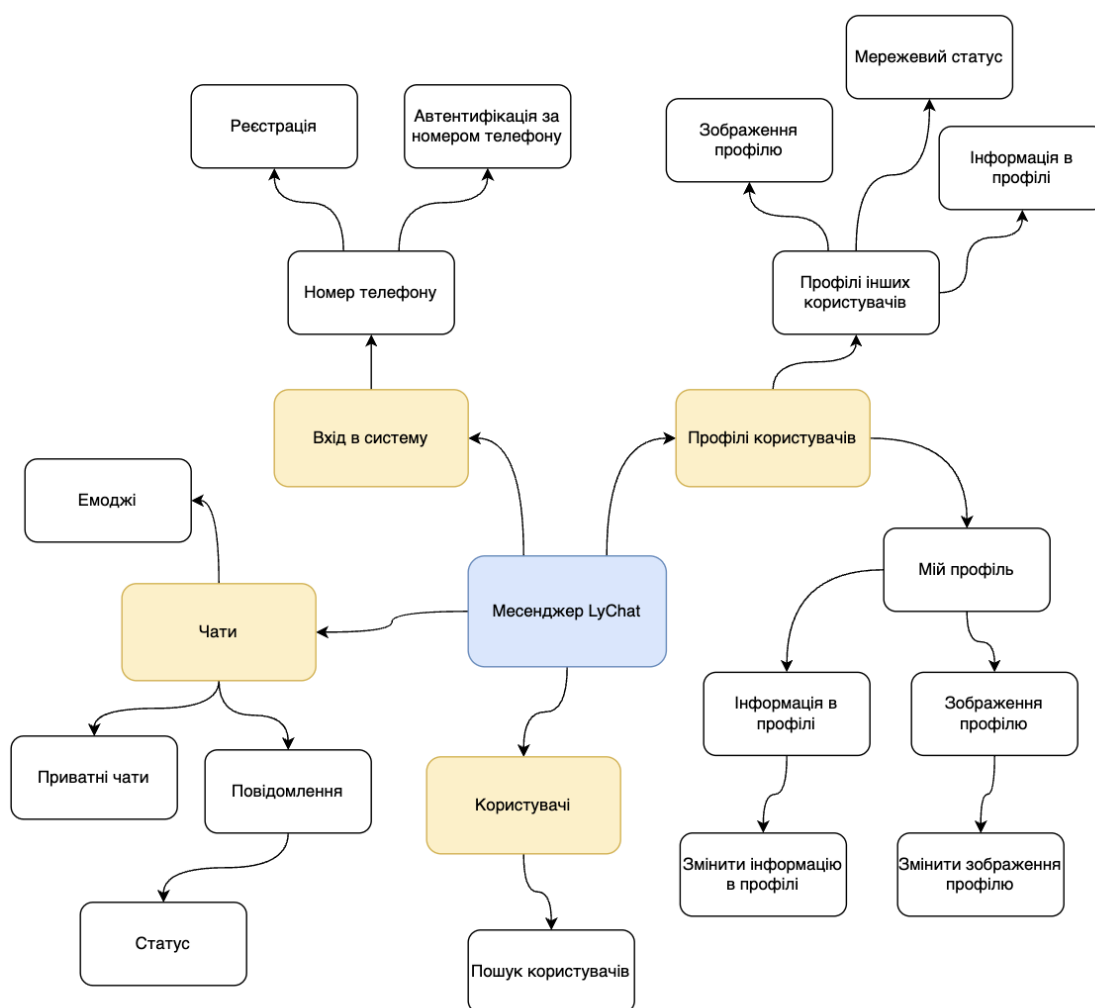 Мережевий статус
Реєстрація
Автентифікація за
номером телефону
Зображення
профілю
Інформація в
профілі
Номер телефону
Профілі інших
користувачів
Вхід в систему
Профілі користувачів
Емоджі
Мій профіль
Месенджер LyChat
Чати
Інформація в
профілі
Зображення
профілю
Приватні чати
Повідомлення
Користувачі
Змінити інформацію
в профілі
Змінити зображення
профілю
Статус
Пошук користувачів